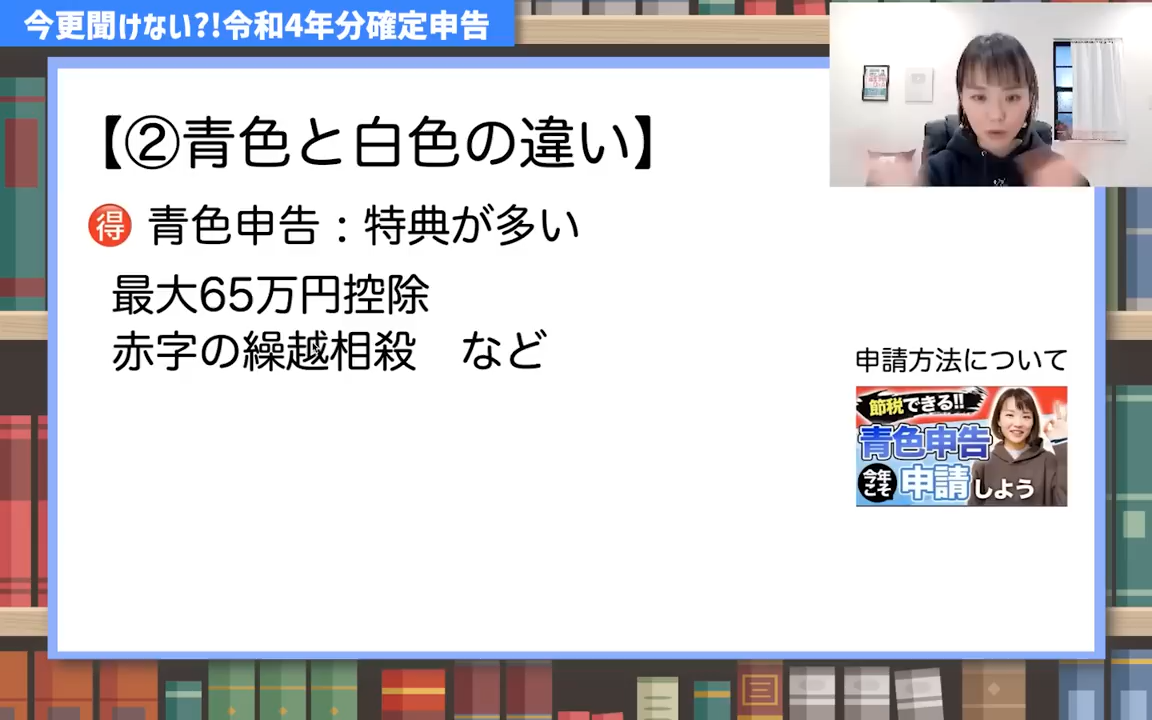 今更聞けない?!令和4年分確定申告
【②青色と白色の違い】
得 青色申告：特典が多い
最大65万円控除
赤字の繰越相殺　など
申請方法について
節税できる!!
青色申告
今年こそ
申請しよう